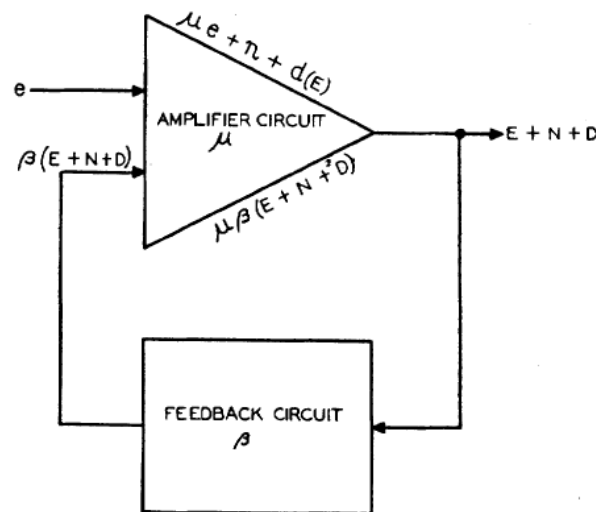 μe + n + d(E)
e
AMPLIFIER CIRCUIT
μ
E + N + D
β(E+N+D)
μβ(E + N + D)
FEEDBACK CIRCUIT
β